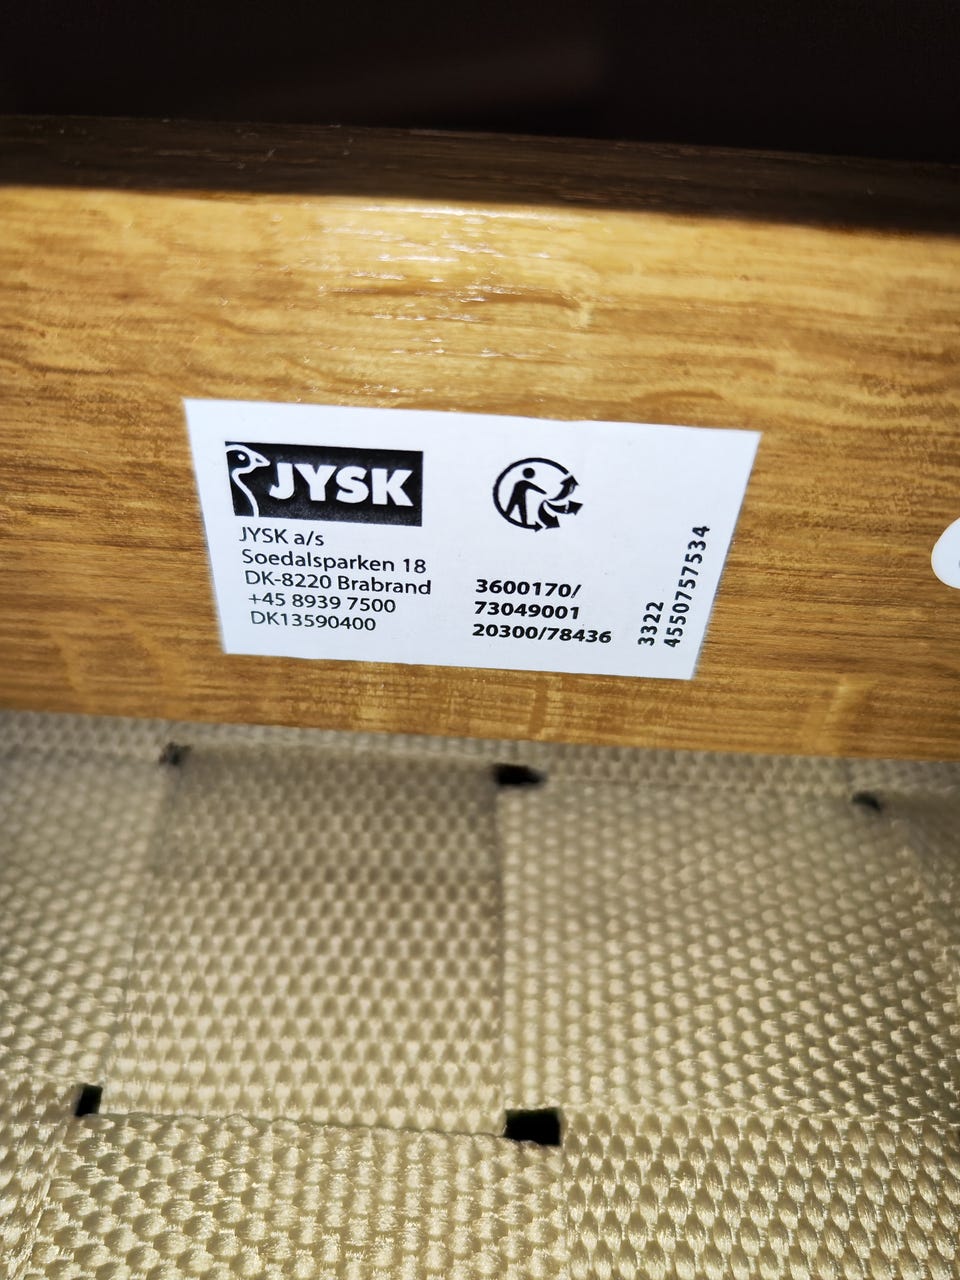 JYSK
JYSK a/s
Soedalsparken 18
DK-8220 Brabrand
+45 8939 7500
DK13590400
3600170/
73049001
20300/78436
3322
4550757534